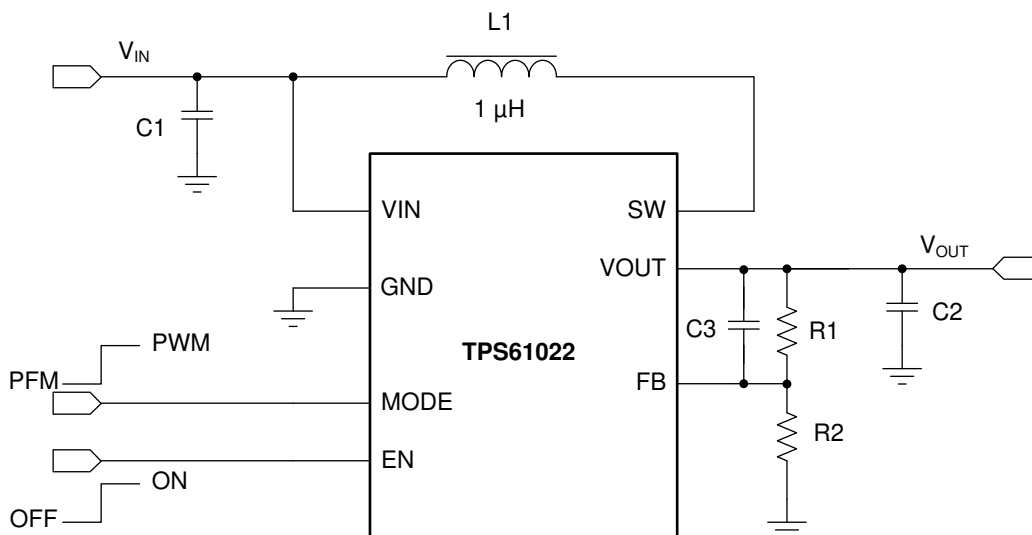 L1
V_IN
1 µH
C1
VIN
SW
VOUT
V_OUT
GND
C3
R1
C2
PWM
TPS61022
PFM
FB
MODE
R2
EN
ON
OFF